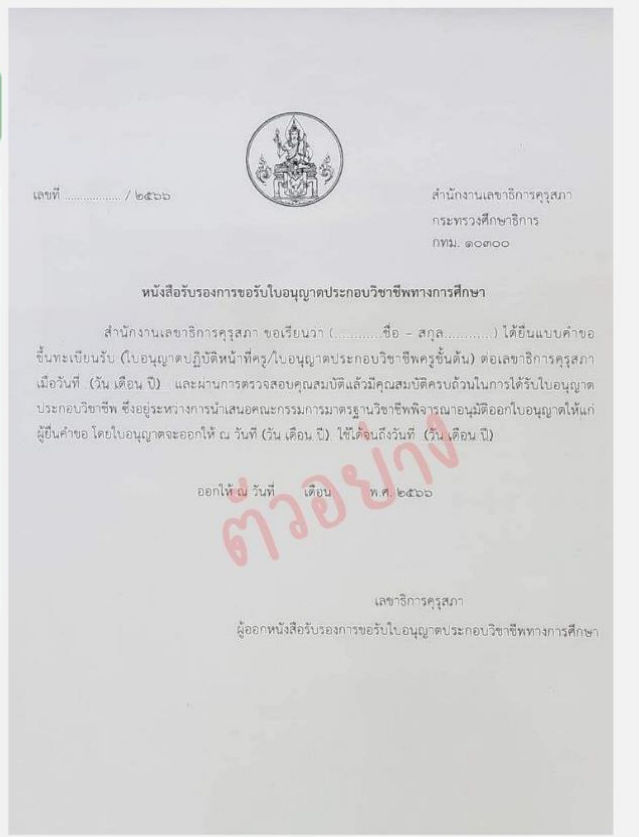 เลขที่ .................. / ๒๕๖๖
สำนักงานเลขาธิการคุรุสภา
กระทรวงศึกษาธิการ
กทม. ๑๐๓๐๐
หนังสือรับรองการขอรับใบอนุญาตประกอบวิชาชีพทางการศึกษา
สำนักงานเลขาธิการคุรุสภา ขอเรียนว่า (............ชื่อ – สกุล............) ได้ยื่นแบบคำขอ
ขึ้นทะเบียนรับ (ใบอนุญาตปฏิบัติหน้าที่ครู/ใบอนุญาตประกอบวิชาชีพครูชั้นต้น) ต่อเลขาธิการคุรุสภา
เมื่อวันที่ (วัน เดือน ปี) และผ่านการตรวจสอบคุณสมบัติแล้วมีคุณสมบัติครบถ้วนในการได้รับใบอนุญาต
ประกอบวิชาชีพ ซึ่งอยู่ระหว่างการนำเสนอคณะกรรมการมาตรฐานวิชาชีพพิจารณาอนุมัติออกใบอนุญาตให้แก่
ผู้ยื่นคำขอ โดยใบอนุญาตจะออกให้ ณ วันที่ (วัน เดือน ปี) ใช้ได้จนถึงวันที่ (วัน เดือน ปี)
ออกให้ ณ วันที่ เดือน พ.ศ. ๒๕๖๖
ตัวอย่าง
เลขาธิการคุรุสภา
ผู้ออกหนังสือรับรองการขอรับใบอนุญาตประกอบวิชาชีพทางการศึกษา